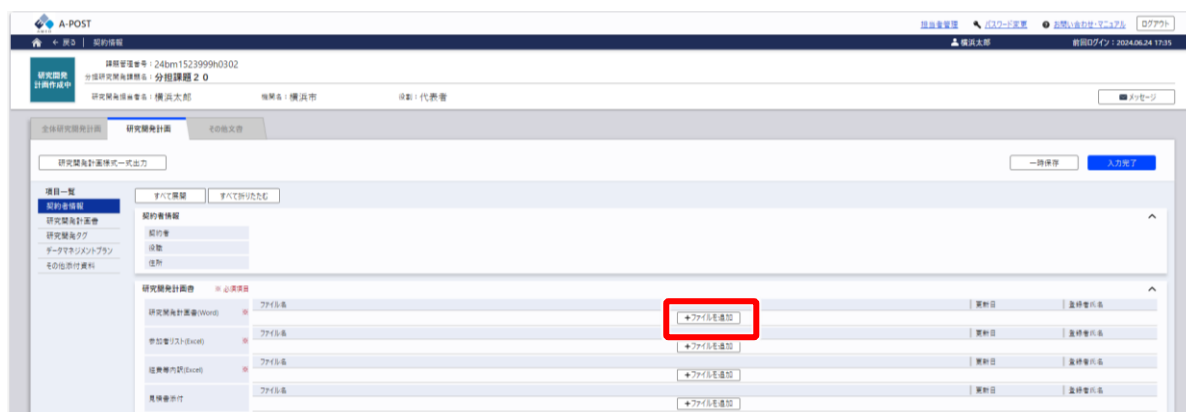 A-POST
担当者管理 パスワード変更 お問い合わせ・マニュアル ログアウト
← 戻る | 契約情報 横浜太郎 前回ログイン：2024.06.24 17:35
研究開発
計画作成中
課題管理番号：24bm1523999h0302
分担研究開発課題名：分担課題２０
研究開発担当者名：横浜太郎 機関名：横浜市 役割：代表者 メッセージ
全体研究開発計画 研究開発計画 その他文書
研究開発計画様式一式出力 一時保存 入力完了
項目一覧
契約者情報
研究開発計画書
研究開発タグ
データマネジメントプラン
その他添付資料
すべて展開 すべて折りたたむ
契約者情報
契約者
役職
住所
研究開発計画書 ※ 必須項目
研究開発計画書(Word) ※ ファイル名 更新日 登録者氏名
+ファイルを追加
参加者リスト(Excel) ※ ファイル名 更新日 登録者氏名
+ファイルを追加
経費等内訳(Excel) ※ ファイル名 更新日 登録者氏名
+ファイルを追加
見積書添付 ファイル名 更新日 登録者氏名
+ファイルを追加